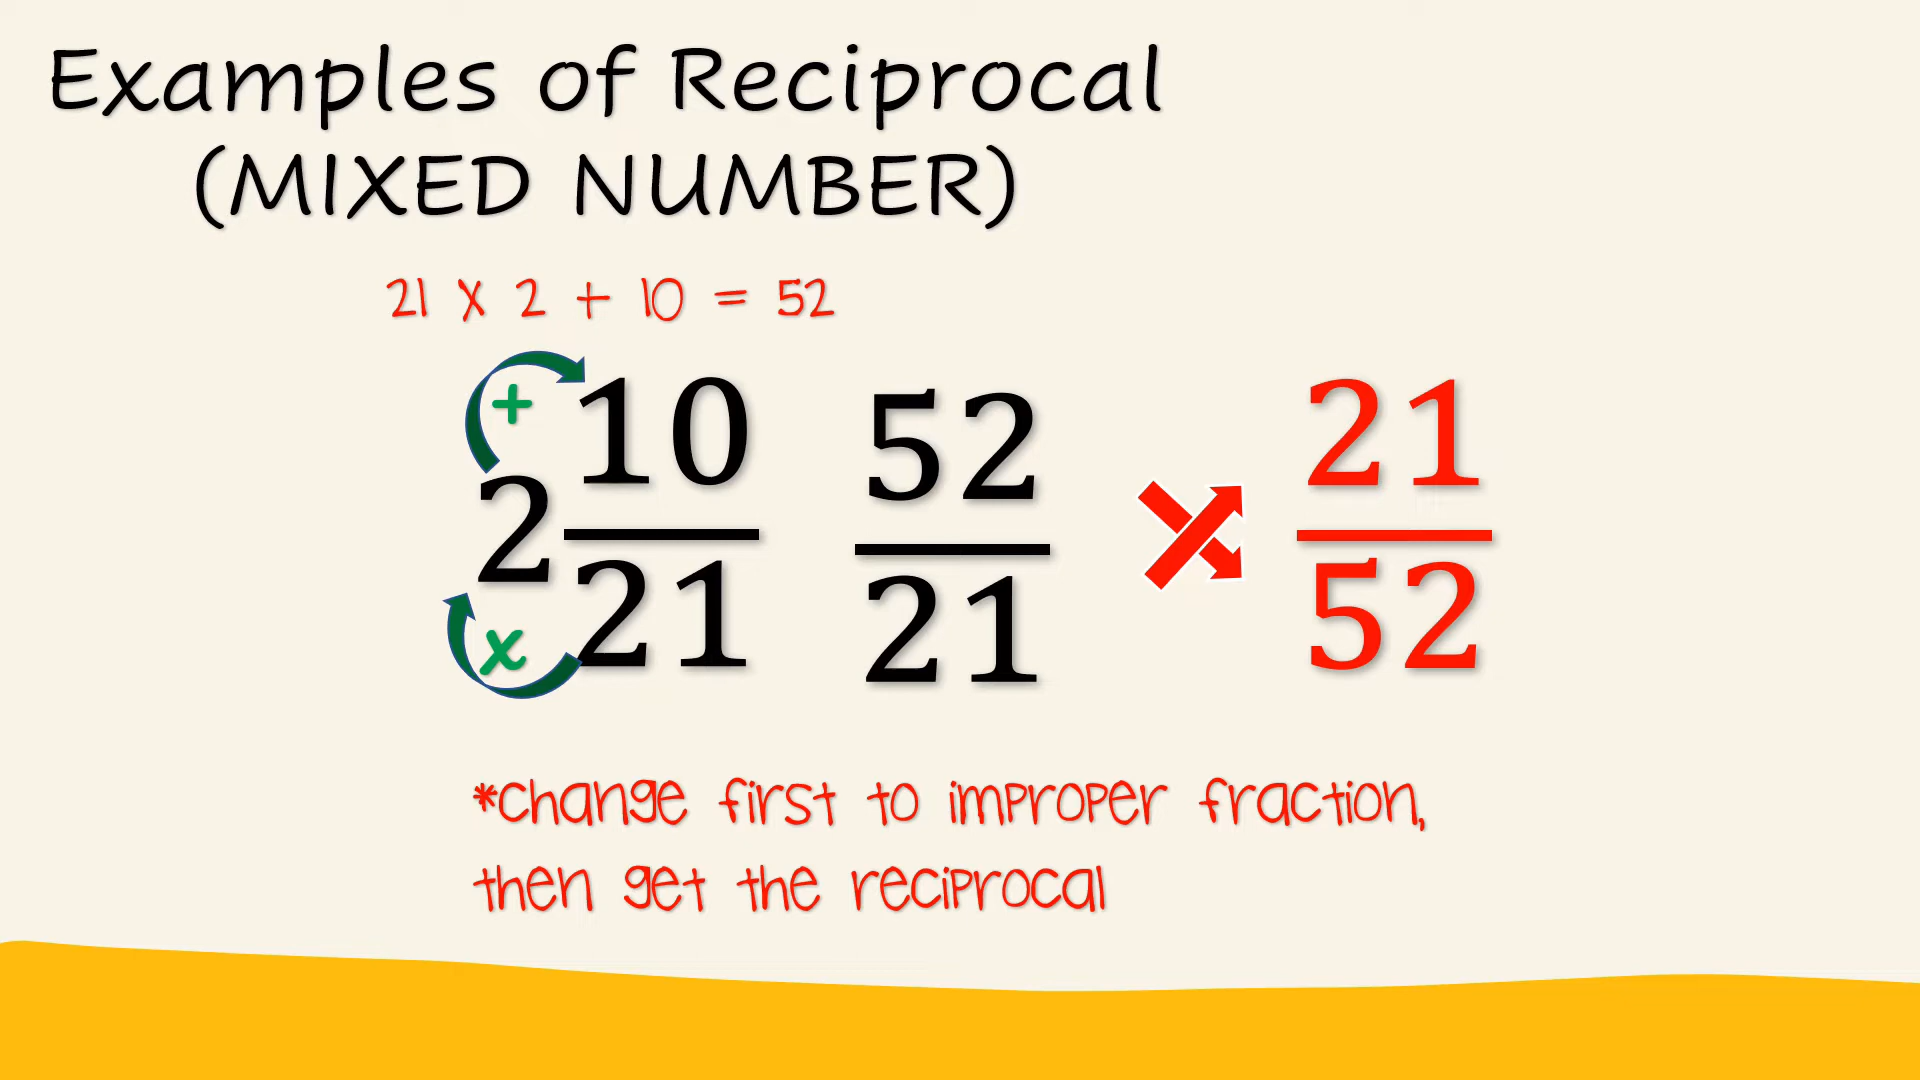 Examples of Reciprocal
(MIXED NUMBER)
21 x 2 + 10 = 52
+
10
2
21
x
52
21
21
52
*change first to improper fraction,
then get the reciprocal